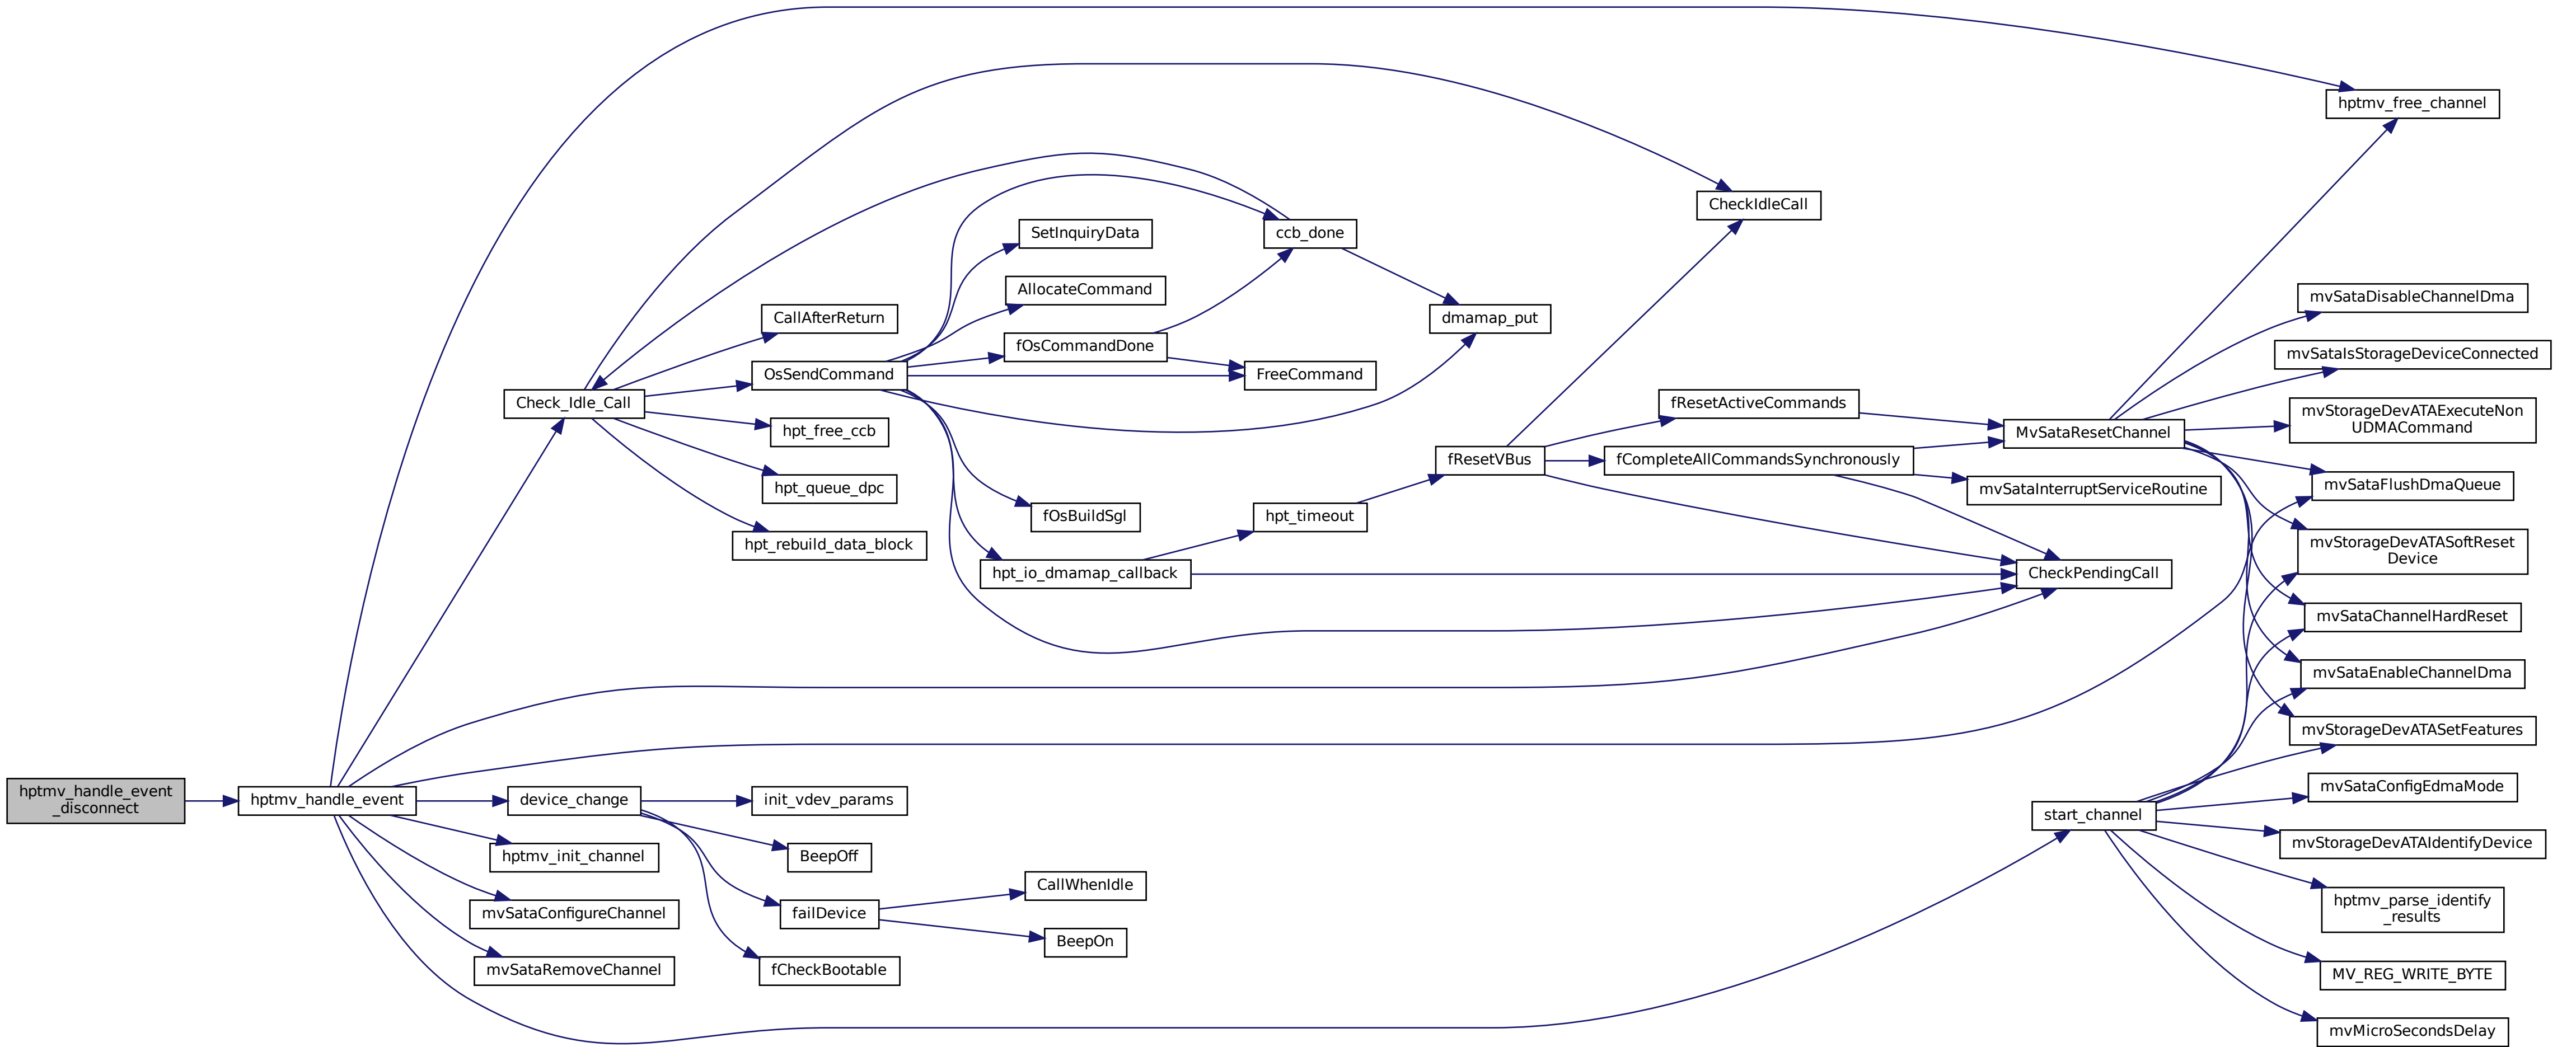 hptmv_free_channel
CheckIdleCall
SetInquiryData
ccb_done
AllocateCommand
mvSataDisableChannelDma
CallAfterReturn
fOsCommandDone
dmamap_put
mvSataIsStorageDeviceConnected
OsSendCommand
FreeCommand
Check_Idle_Call
fResetActiveCommands
mvStorageDevATAExecuteNon
UDMACommand
hpt_free_ccb
MvSataResetChannel
fResetVBus
fCompleteAllCommandsSynchronously
hpt_queue_dpc
mvSataInterruptServiceRoutine
mvSataFlushDmaQueue
fOsBuildSgl
hpt_timeout
hpt_rebuild_data_block
mvStorageDevATASoftReset
Device
hpt_io_dmamap_callback
CheckPendingCall
mvSataChannelHardReset
mvSataEnableChannelDma
mvStorageDevATASetFeatures
hptmv_handle_event
_disconnect
hptmv_handle_event
device_change
init_vdev_params
mvSataConfigEdmaMode
start_channel
hptmv_init_channel
BeepOff
mvStorageDevATAIdentifyDevice
CallWhenIdle
mvSataConfigureChannel
failDevice
hptmv_parse_identify
_results
BeepOn
mvSataRemoveChannel
fCheckBootable
MV_REG_WRITE_BYTE
mvMicroSecondsDelay